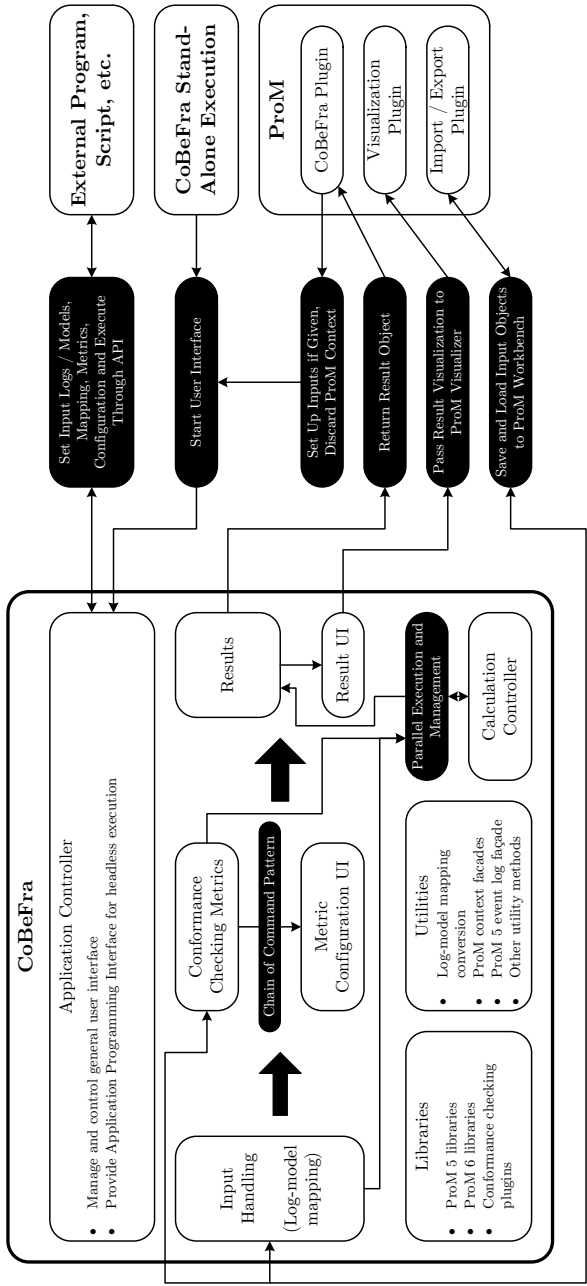 CoBeFra
Application Controller
• Manage and control general user interface
• Provide Application Programming Interface for headless execution
Input
Handling
(Log-model
mapping)
Conformance
Checking Metrics
Chain of Command Pattern
Metric
Configuration UI
Results
Result UI
Libraries
• ProM 5 libraries
• ProM 6 libraries
• Conformance checking
plugins
Utilities
• Log-model mapping
conversion
• ProM context facades
• ProM 5 event log façade
• Other utility methods
Parallel Execution and
Management
Calculation
Controller
Set Input Logs / Models,
Mapping, Metrics,
Configuration and Execute
Through API
Start User Interface
Set Up Inputs if Given,
Discard ProM Context
Return Result Object
Pass Result Visualization to
ProM Visualizer
Save and Load Input Objects
to ProM Workbench
External Program,
Script, etc.
CoBeFra Stand-
Alone Execution
ProM
CoBeFra Plugin
Visualization
Plugin
Import / Export
Plugin